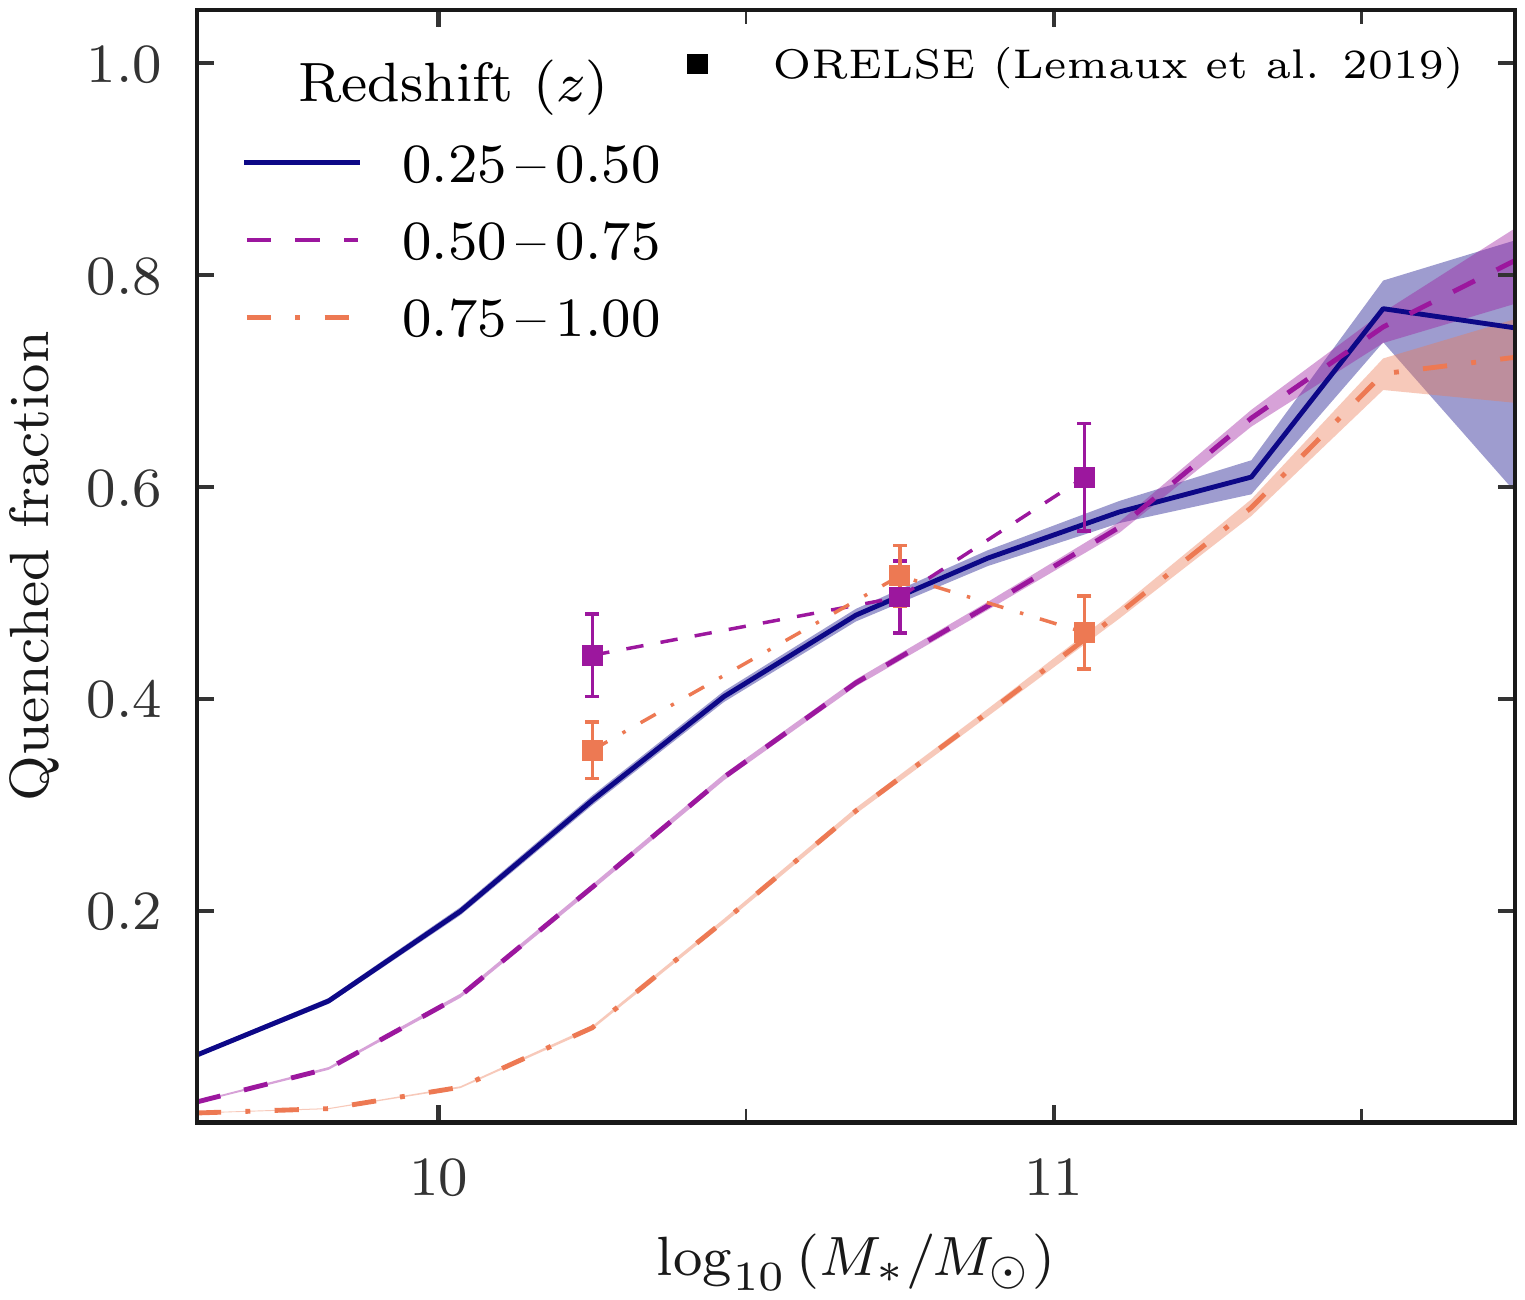 Redshift (z)
0.25–0.50
0.50–0.75
0.75–1.00
ORELSE (Lemaux et al. 2019)
1.0
0.8
0.6
0.4
0.2
Quenched fraction
10
11
log₁₀ (M∗/M⊙)